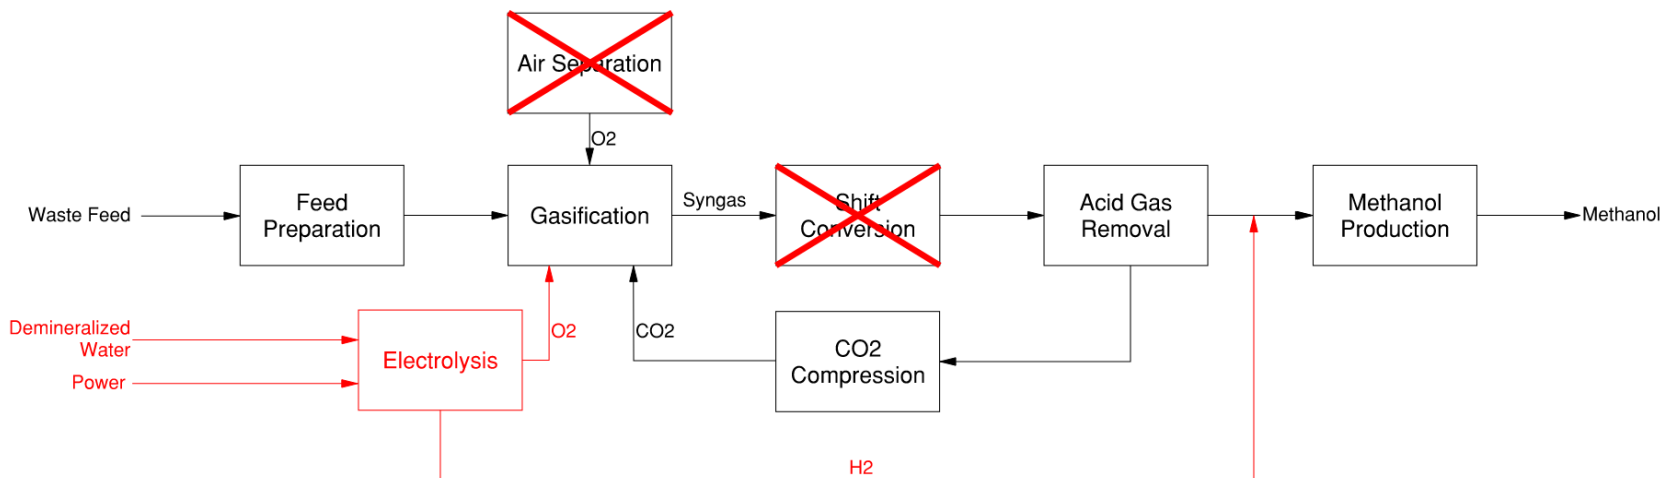 Air Separation
O2
Waste Feed
Feed
Preparation
Gasification
Syngas
Shift
Conversion
Acid Gas
Removal
Methanol
Production
Methanol
Demineralized
Water
Power
Electrolysis
O2
CO2
CO2
Compression
H2